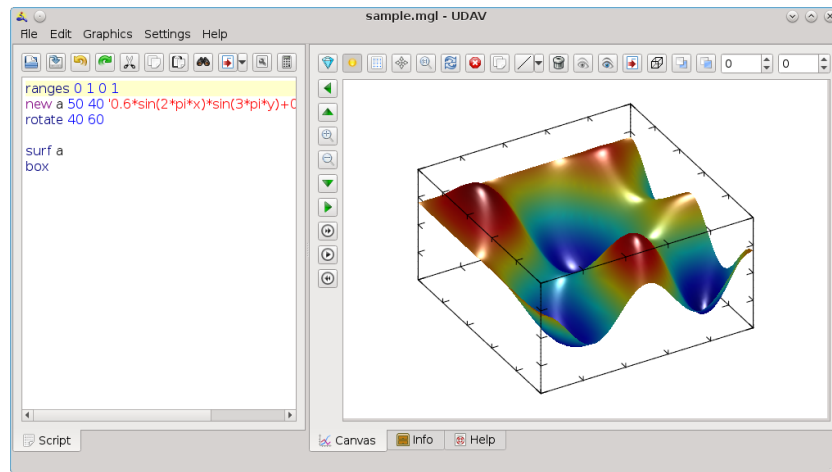 sample.mgl - UDAV
File Edit Graphics Settings Help
0 0
ranges 0 1 0 1
new a 50 40 '0.6*sin(2*pi*x)*sin(3*pi*y)+
rotate 40 60
surf a
box
Script
Canvas Info Help